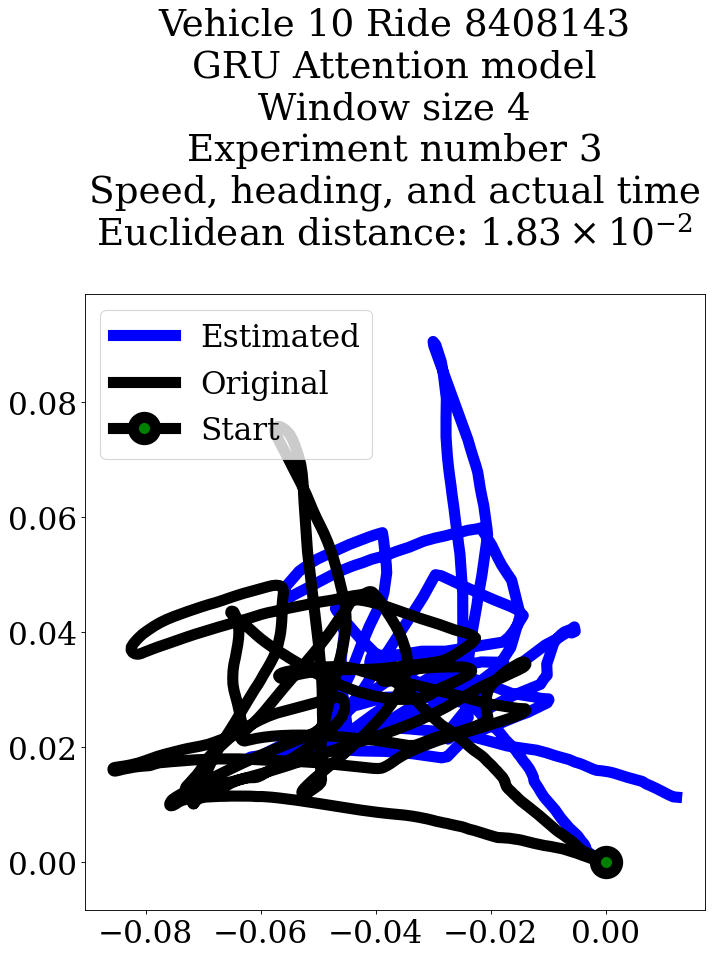 Vehicle 10 Ride 8408143
GRU Attention model
Window size 4
Experiment number 3
Speed, heading, and actual time
Euclidean distance: 1.83 × 10⁻²
Estimated
Original
Start
0.08
0.06
0.04
0.02
0.00
−0.08 −0.06 −0.04 −0.02 0.00